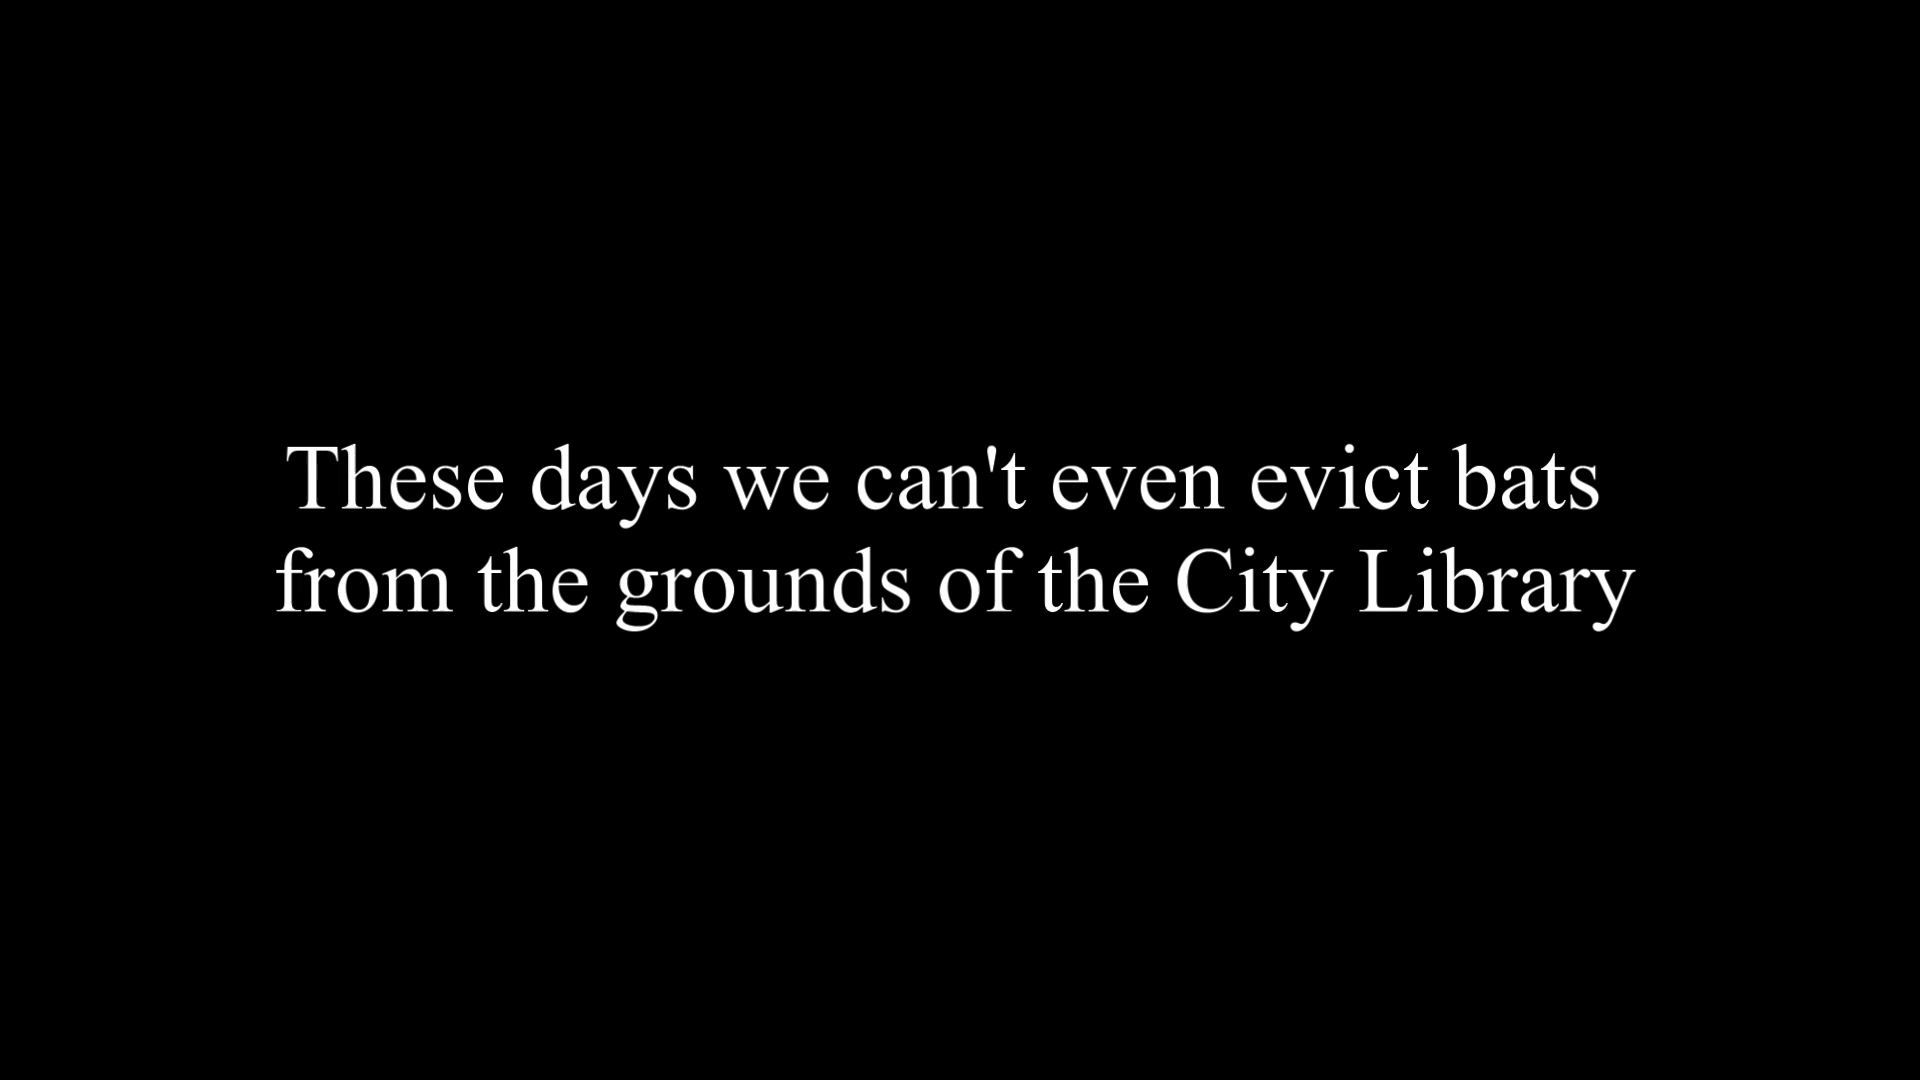 These days we can't even evict bats
from the grounds of the City Library